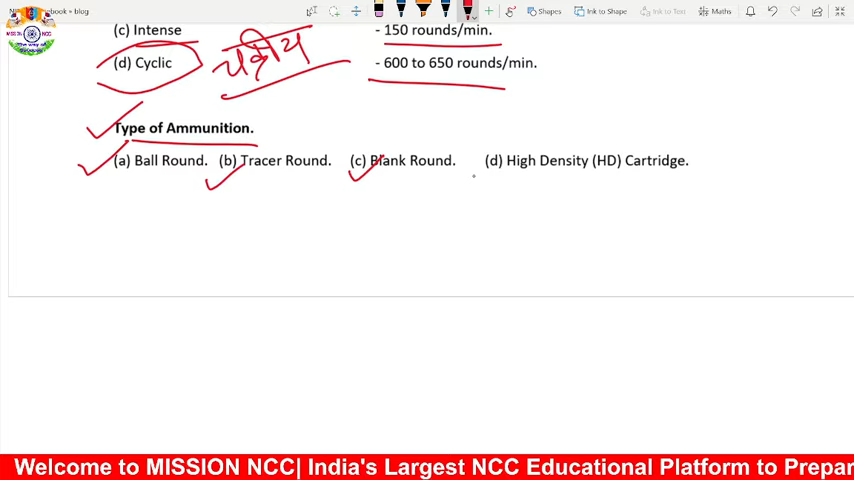 ebook » blog
Shapes
Ink to Shape
Ink to Text
Maths
(c) Intense - 150 rounds/min.
(d) Cyclic चक्रीय - 600 to 650 rounds/min.
Type of Ammunition.
(a) Ball Round. (b) Tracer Round. (c) Blank Round. (d) High Density (HD) Cartridge.
Welcome to MISSION NCC| India's Largest NCC Educational Platform to Prepar